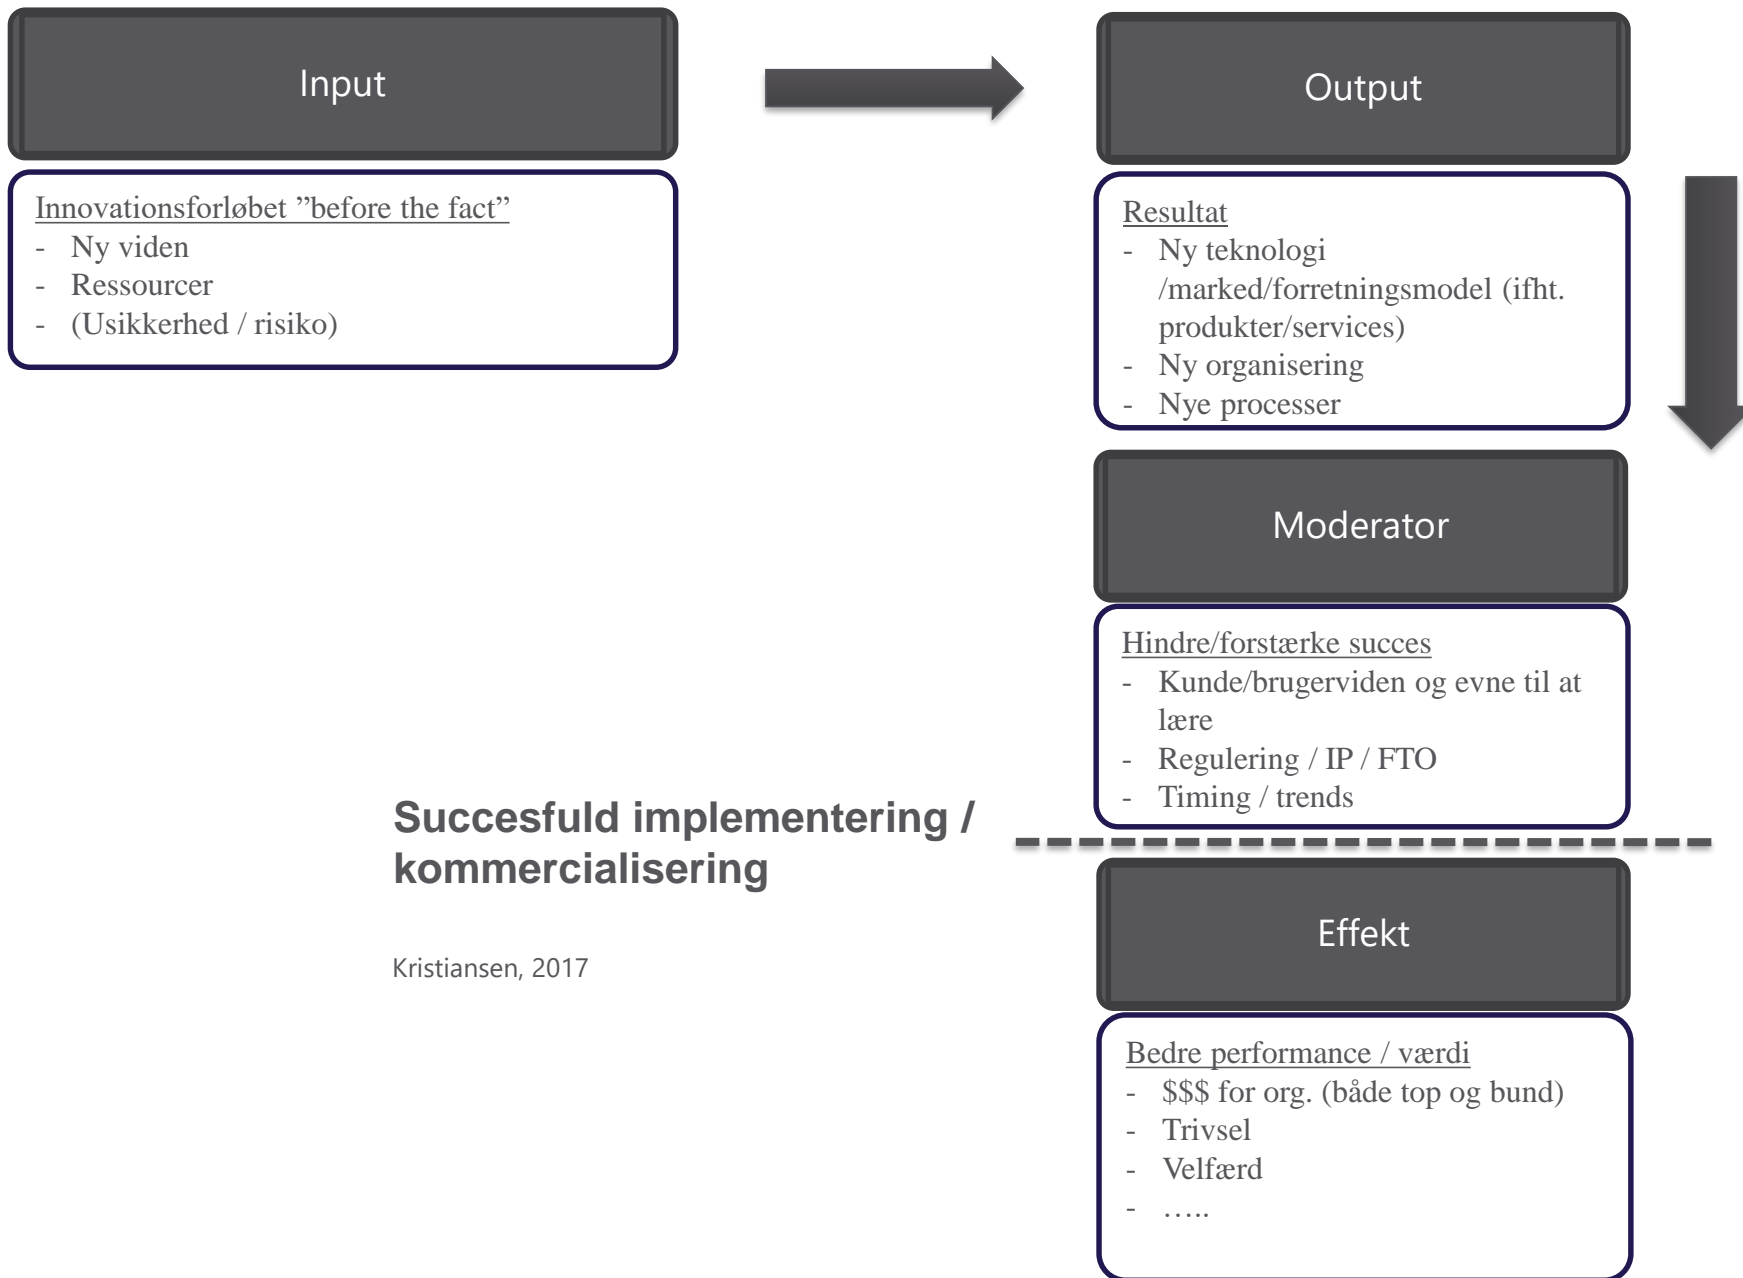 Input
Innovationsforløbet ”before the fact”
- Ny viden
- Ressourcer
- (Usikkerhed / risiko)
Output
Resultat
- Ny teknologi
/marked/forretningsmodel (ifht.
produkter/services)
- Ny organisering
- Nye processer
Moderator
Hindre/forstærke succes
- Kunde/brugerviden og evne til at
lære
- Regulering / IP / FTO
- Timing / trends
Succesfuld implementering /
kommercialisering
Kristiansen, 2017
Effekt
Bedre performance / værdi
- $$$ for org. (både top og bund)
- Trivsel
- Velfærd
- …..